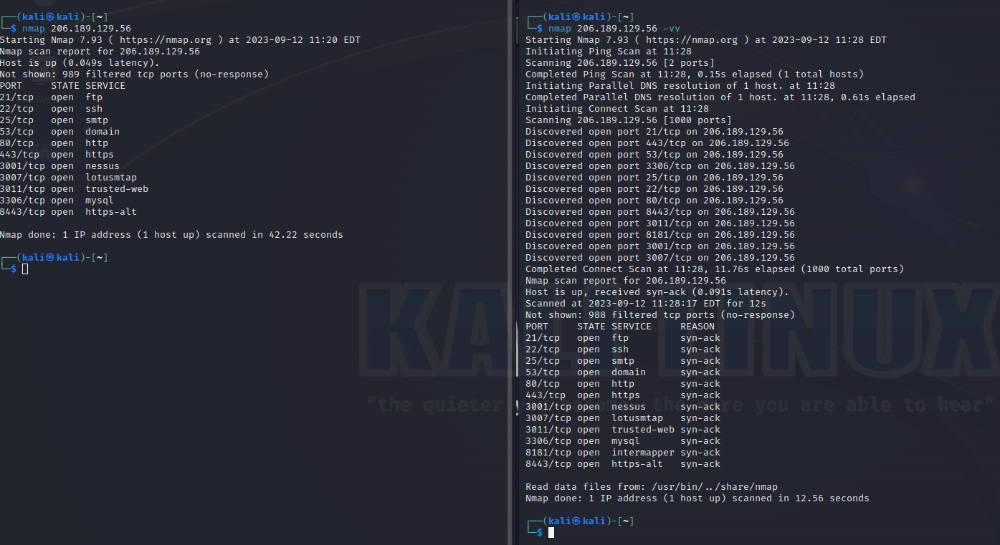 ┌──(kali㉿kali)-[~]
└─$ nmap 206.189.129.56
Starting Nmap 7.93 ( https://nmap.org ) at 2023-09-12 11:20 EDT
Nmap scan report for 206.189.129.56
Host is up (0.049s latency).
Not shown: 989 filtered tcp ports (no-response)
PORT     STATE SERVICE
21/tcp   open  ftp
22/tcp   open  ssh
25/tcp   open  smtp
53/tcp   open  domain
80/tcp   open  http
443/tcp  open  https
3001/tcp open  nessus
3007/tcp open  lotusmtap
3011/tcp open  trusted-web
3306/tcp open  mysql
8443/tcp open  https-alt
Nmap done: 1 IP address (1 host up) scanned in 42.22 seconds
┌──(kali㉿kali)-[~]
└─$
┌──(kali㉿kali)-[~]
└─$ nmap 206.189.129.56 -vv
Starting Nmap 7.93 ( https://nmap.org ) at 2023-09-12 11:28 EDT
Initiating Ping Scan at 11:28
Scanning 206.189.129.56 [2 ports]
Completed Ping Scan at 11:28, 0.15s elapsed (1 total hosts)
Initiating Parallel DNS resolution of 1 host. at 11:28
Completed Parallel DNS resolution of 1 host. at 11:28, 0.61s elapsed
Initiating Connect Scan at 11:28
Scanning 206.189.129.56 [1000 ports]
Discovered open port 21/tcp on 206.189.129.56
Discovered open port 443/tcp on 206.189.129.56
Discovered open port 53/tcp on 206.189.129.56
Discovered open port 3306/tcp on 206.189.129.56
Discovered open port 25/tcp on 206.189.129.56
Discovered open port 22/tcp on 206.189.129.56
Discovered open port 80/tcp on 206.189.129.56
Discovered open port 8443/tcp on 206.189.129.56
Discovered open port 3011/tcp on 206.189.129.56
Discovered open port 8181/tcp on 206.189.129.56
Discovered open port 3001/tcp on 206.189.129.56
Discovered open port 3007/tcp on 206.189.129.56
Completed Connect Scan at 11:28, 11.76s elapsed (1000 total ports)
Nmap scan report for 206.189.129.56
Host is up, received syn-ack (0.091s latency).
Scanned at 2023-09-12 11:28:17 EDT for 12s
Not shown: 988 filtered tcp ports (no-response)
PORT     STATE SERVICE     REASON
21/tcp   open  ftp         syn-ack
22/tcp   open  ssh         syn-ack
25/tcp   open  smtp        syn-ack
53/tcp   open  domain      syn-ack
80/tcp   open  http        syn-ack
443/tcp  open  https       syn-ack
3001/tcp open  nessus      syn-ack
3007/tcp open  lotusmtap   syn-ack
3011/tcp open  trusted-web syn-ack
3306/tcp open  mysql       syn-ack
8181/tcp open  intermapper syn-ack
8443/tcp open  https-alt   syn-ack
Read data files from: /usr/bin/../share/nmap
Nmap done: 1 IP address (1 host up) scanned in 12.56 seconds
┌──(kali㉿kali)-[~]
└─$
KALI LINUX
"the quieter you are able to hear"